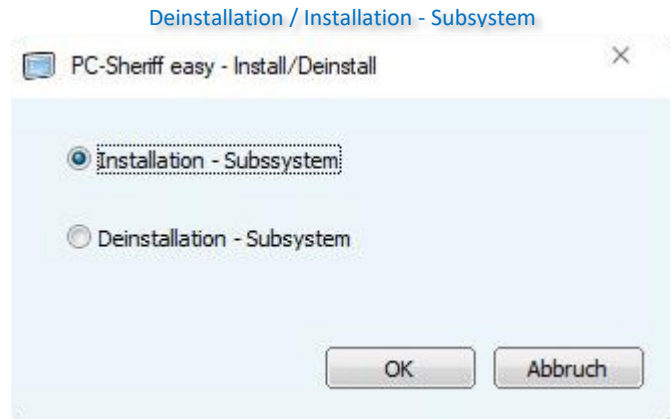 Deinstallation / Installation - Subsystem
PC-Sheriff easy - Install/Deinstall
Installation - Subssystem
Deinstallation - Subsystem
OK
Abbruch